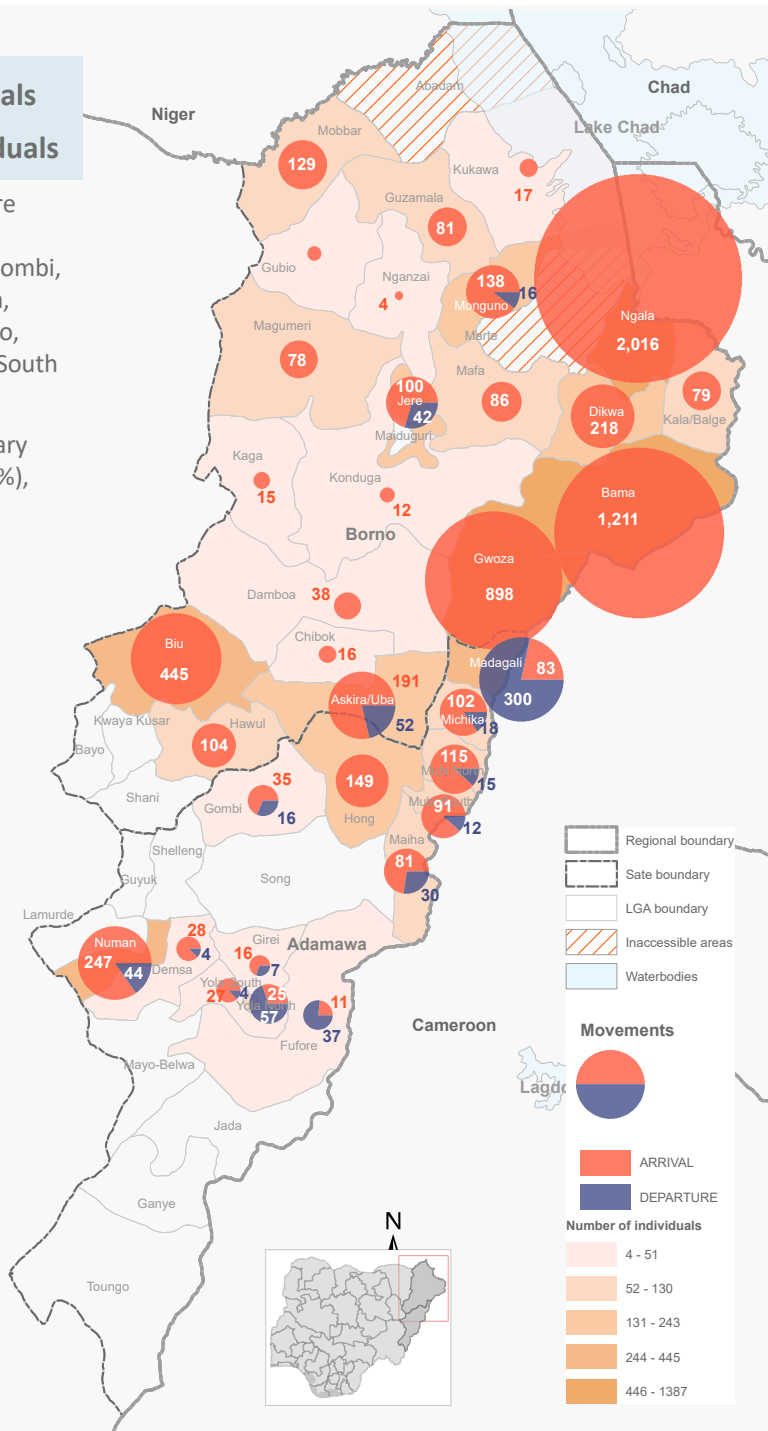 als
duals
re
ombi,
,
o,
South
ary
%),
Niger
Chad
Lake Chad
Abadam
Mobbar
129
Kukawa
17
Guzamala
81
Gubio
Nganzai
4
138
16
Monguno
Marte
Ngala
2,016
Magumeri
78
Mafa
86
100
Jere
42
Maiduguri
Dikwa
218
79
Kala/Balge
Kaga
15
Konduga
12
Borno
Bama
1,211
Gwoza
898
Damboa
38
Chibok
16
Biu
445
191
Askira/Uba
52
Madagali
83
300
102
Michika
18
Kwaya Kusar
Hawul
104
Bayo
Shani
115
15
91
12
35
Gombi
16
149
Hong
Maiha
81
30
Shelleng
Guyuk
Song
Lamurde
Numan
247
44
28
4
Demsa
Girei
16
7
Adamawa
Yola South
27
4
25
Yola North
57
11
37
Fufore
Cameroon
Mayo-Belwa
Jada
Ganye
Toungo
Lagdo
N
Regional boundary
Sate boundary
LGA boundary
Inaccessible areas
Waterbodies
Movements
ARRIVAL
DEPARTURE
Number of individuals
4 - 51
52 - 130
131 - 243
244 - 445
446 - 1387